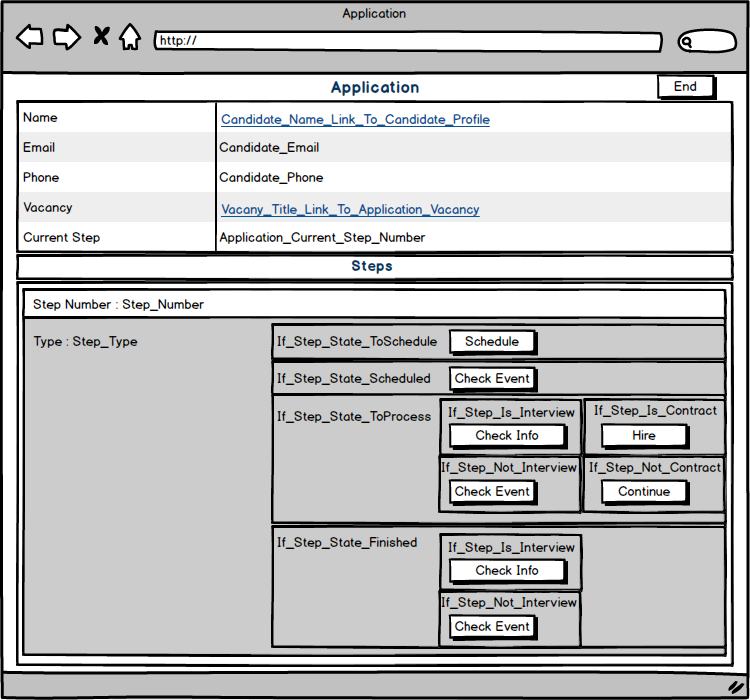 Application
http://
Application
End
Name
Candidate_Name_Link_To_Candidate_Profile
Email
Candidate_Email
Phone
Candidate_Phone
Vacancy
Vacany_Title_Link_To_Application_Vacancy
Current Step
Application_Current_Step_Number
Steps
Step Number : Step_Number
Type : Step_Type
If_Step_State_ToSchedule
Schedule
If_Step_State_Scheduled
Check Event
If_Step_State_ToProcess
If_Step_Is_Interview
Check Info
If_Step_Is_Contract
Hire
If_Step_Not_Interview
Check Event
If_Step_Not_Contract
Continue
If_Step_State_Finished
If_Step_Is_Interview
Check Info
If_Step_Not_Interview
Check Event